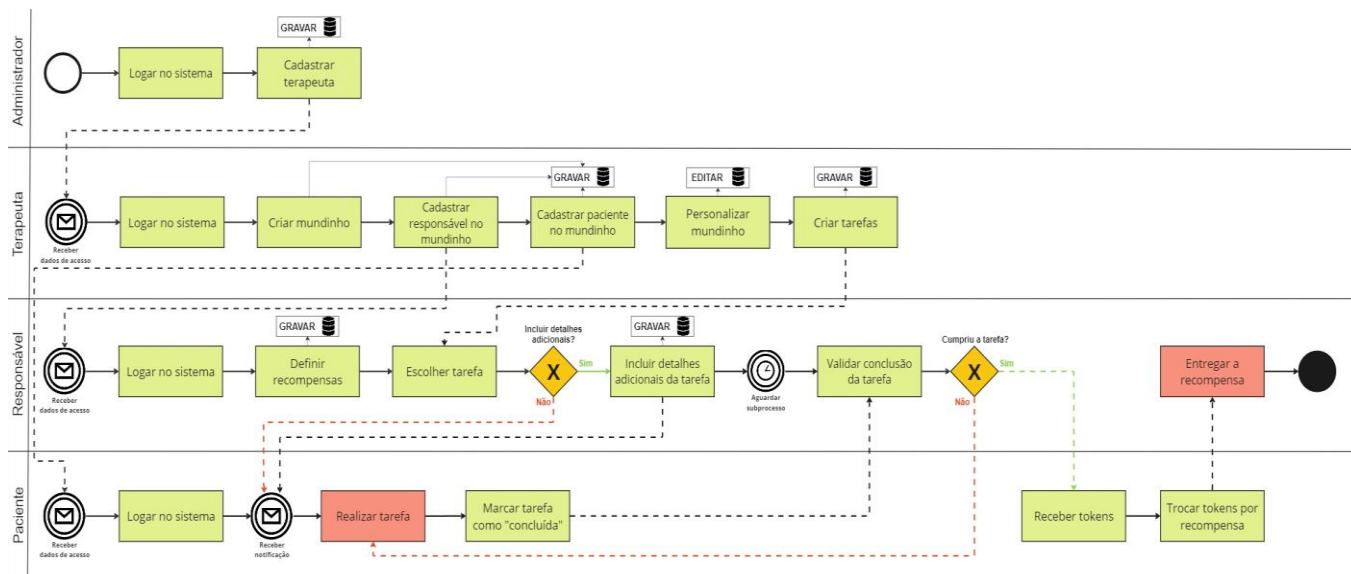 Administrador
GRAVAR
Logar no sistema
Cadastrar
terapeuta
Terapeuta
GRAVAR
EDITAR
GRAVAR
Receber
dados de acesso
Logar no sistema
Criar mundinho
Cadastrar
responsável no
mundinho
Cadastrar paciente
no mundinho
Personalizar
mundinho
Criar tarefas
Responsável
GRAVAR
Incluir detalhes
adicionais?
GRAVAR
Cumpriu a tarefa?
Receber
dados de acesso
Logar no sistema
Definir
recompensas
Escolher tarefa
X
Sim
Não
Incluir detalhes
adicionais da tarefa
Aguardar
subprocesso
Validar conclusão
da tarefa
X
Sim
Não
Entregar a
recompensa
Paciente
Receber
dados de acesso
Logar no sistema
Receber
notificação
Realizar tarefa
Marcar tarefa
como "concluída"
Receber tokens
Trocar tokens por
recompensa